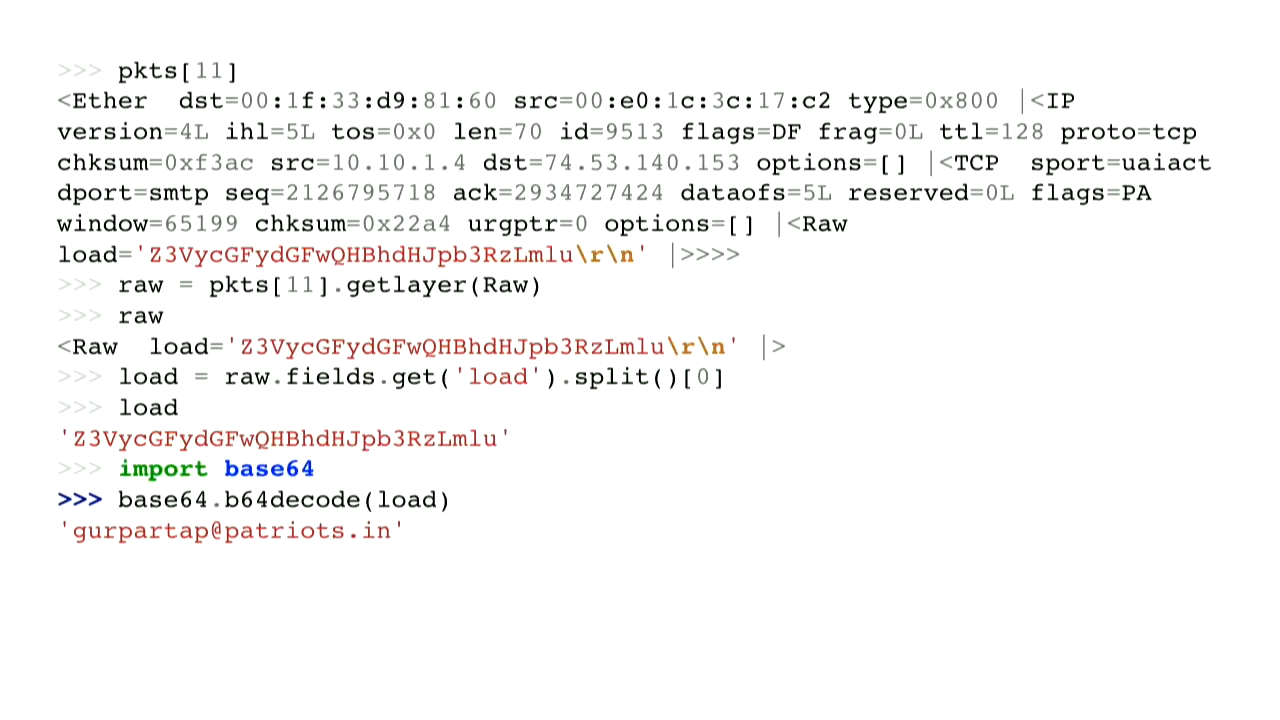 >>> pkts[11]
<Ether  dst=00:1f:33:d9:81:60 src=00:e0:1c:3c:17:c2 type=0x800 |<IP
version=4L ihl=5L tos=0x0 len=70 id=9513 flags=DF frag=0L ttl=128 proto=tcp
chksum=0xf3ac src=10.10.1.4 dst=74.53.140.153 options=[] |<TCP  sport=uaiact
dport=smtp seq=2126795718 ack=2934727424 dataofs=5L reserved=0L flags=PA
window=65199 chksum=0x22a4 urgptr=0 options=[] |<Raw
load='Z3VycGFydGFwQHBhdHJpb3RzLmlu\r\n' |>>>>
>>> raw = pkts[11].getlayer(Raw)
>>> raw
<Raw  load='Z3VycGFydGFwQHBhdHJpb3RzLmlu\r\n' |>
>>> load = raw.fields.get('load').split()[0]
>>> load
'Z3VycGFydGFwQHBhdHJpb3RzLmlu'
>>> import base64
>>> base64.b64decode(load)
'gurpartap@patriots.in'